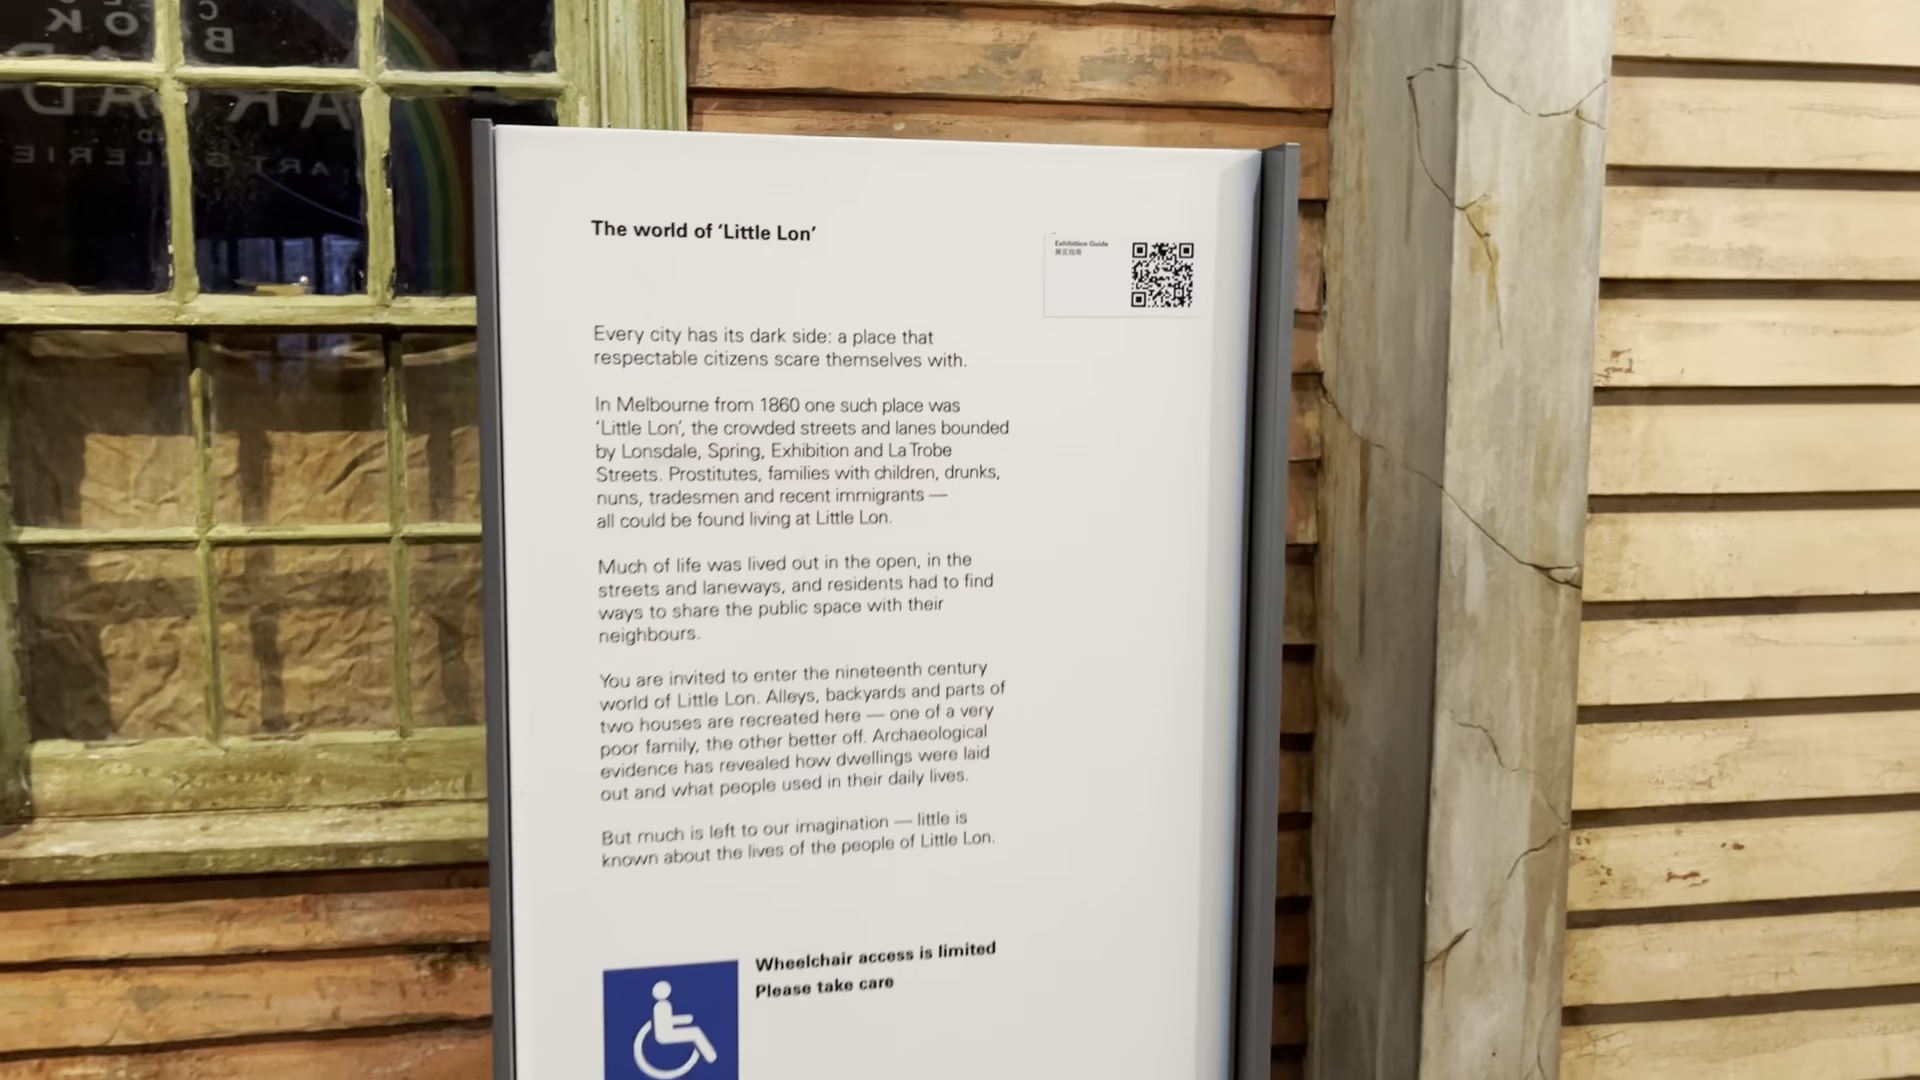 The world of ‘Little Lon’
Exhibition Guide
展览指南
Every city has its dark side: a place that
respectable citizens scare themselves with.
In Melbourne from 1860 one such place was
‘Little Lon’, the crowded streets and lanes bounded
by Lonsdale, Spring, Exhibition and La Trobe
Streets. Prostitutes, families with children, drunks,
nuns, tradesmen and recent immigrants —
all could be found living at Little Lon.
Much of life was lived out in the open, in the
streets and laneways, and residents had to find
ways to share the public space with their
neighbours.
You are invited to enter the nineteenth century
world of Little Lon. Alleys, backyards and parts of
two houses are recreated here — one of a very
poor family, the other better off. Archaeological
evidence has revealed how dwellings were laid
out and what people used in their daily lives.
But much is left to our imagination — little is
known about the lives of the people of Little Lon.
Wheelchair access is limited
Please take care